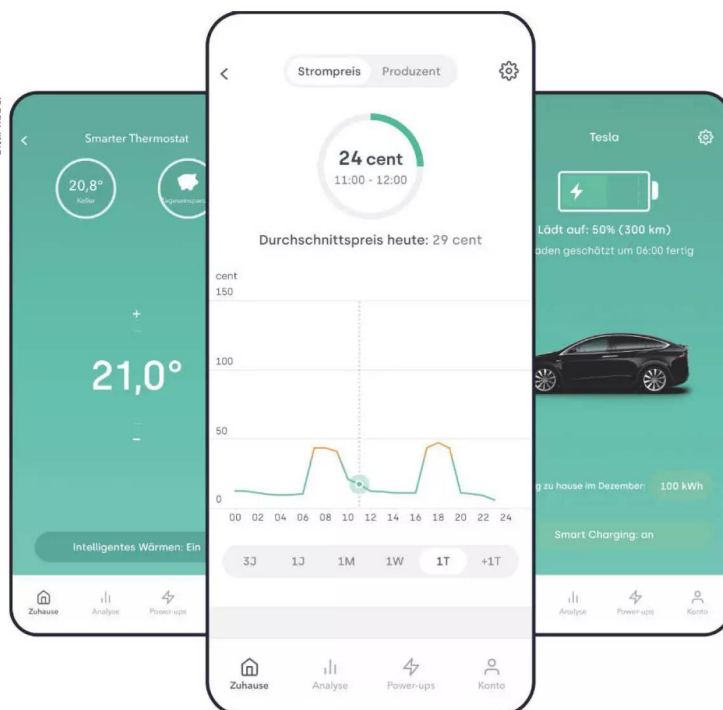 Smarter Thermostat
20,8°
Keller
21,0°
+
−
Intelligentes Wärmen: Ein
Zuhause
Analyse
Power-ups
Strompreis
Produzent
24 cent
11:00 - 12:00
Durchschnittspreis heute: 29 cent
cent
150
100
50
0
00 02 04 06 08 10 12 14 16 18 20 22 24
3J 1J 1M 1W 1T +1T
Zuhause
Analyse
Power-ups
Konto
Tesla
Lädt auf: 50% (300 km)
aden geschätzt um 06:00 fertig
g zu hause im Dezember:
100 kWh
Smart Charging: an
Analyse
Power-ups
Konto